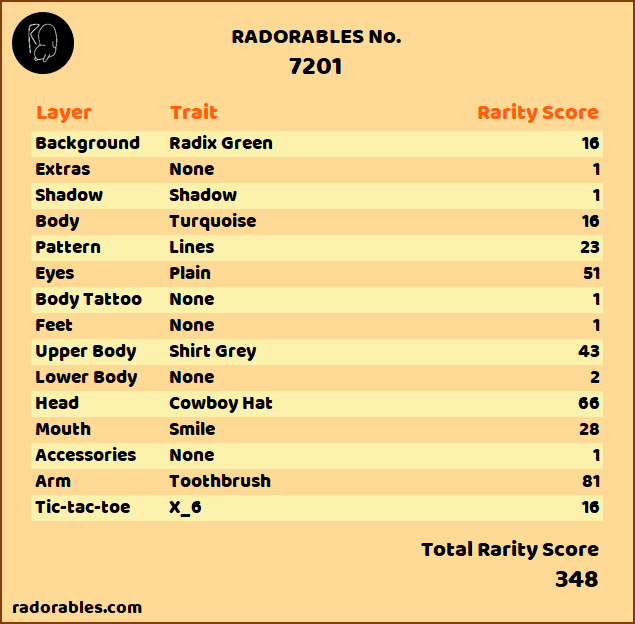 RADORABLES No.
7201
Layer Trait Rarity Score
Background Radix Green 16
Extras None 1
Shadow Shadow 1
Body Turquoise 16
Pattern Lines 23
Eyes Plain 51
Body Tattoo None 1
Feet None 1
Upper Body Shirt Grey 43
Lower Body None 2
Head Cowboy Hat 66
Mouth Smile 28
Accessories None 1
Arm Toothbrush 81
Tic-tac-toe X_6 16
Total Rarity Score
348
radorables.com